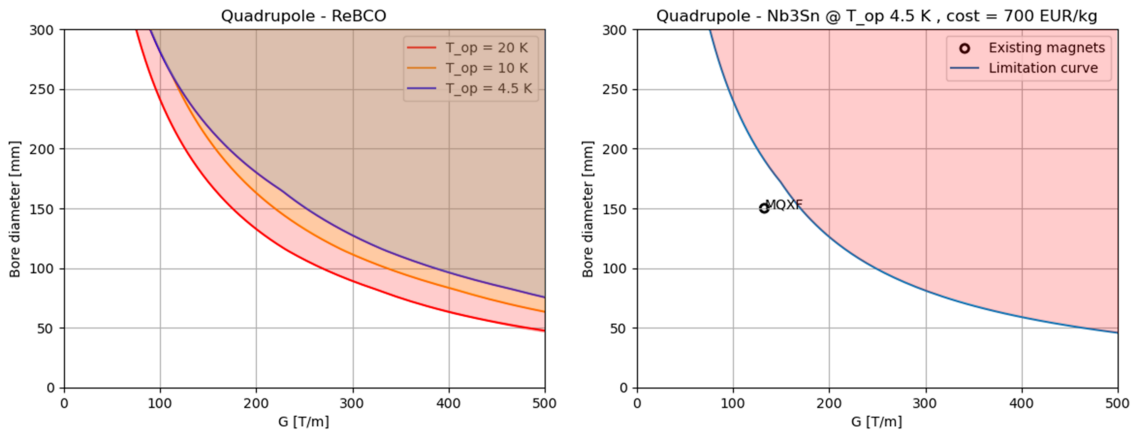 Quadrupole - ReBCO
300
250
200
150
100
50
0
Bore diameter [mm]
0 100 200 300 400 500
G [T/m]
T_op = 20 K
T_op = 10 K
T_op = 4.5 K
Quadrupole - Nb3Sn @ T_op 4.5 K , cost = 700 EUR/kg
300
250
200
150
100
50
0
Bore diameter [mm]
0 100 200 300 400 500
G [T/m]
Existing magnets
Limitation curve
MQXF